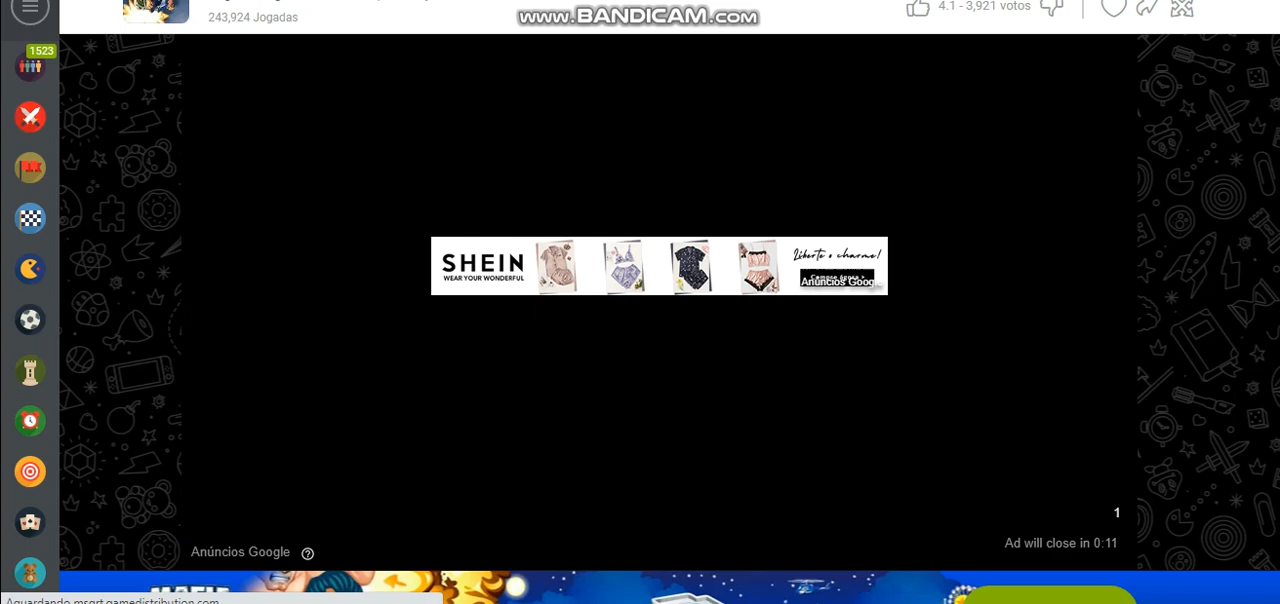 www.BANDICAM.com
243,924 Jogadas
4.1 - 3,921 votos
1523
SHEIN
WEAR YOUR WONDERFUL
Liberte o charme!
Anúncios Google
1
Ad will close in 0:11
Anúncios Google
Aguardando msgrt.gamedistribution.com